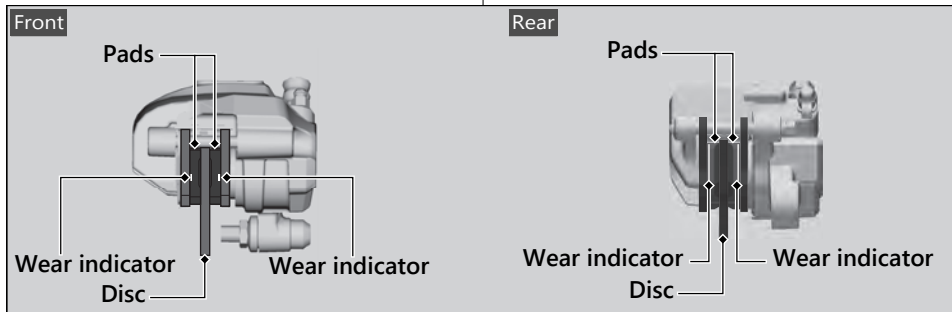 Front
Pads
Wear indicator
Wear indicator
Disc
Rear
Pads
Wear indicator
Wear indicator
Disc